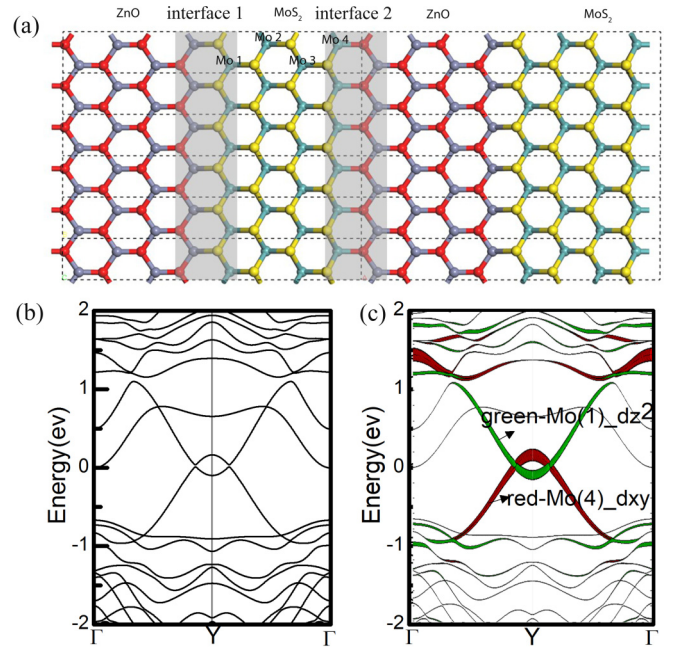 ZnO interface 1 MoS2 interface 2 ZnO MoS2
(a)
Mo 2 Mo 4
Mo 1 Mo 3
(b) (c)
2 2
1 1
green-Mo(1)_dz2
Energy(ev) 0 Energy(ev) 0
red-Mo(4)_dxy
-1 -1
-2 -2
Γ Y Γ Γ Y Γ